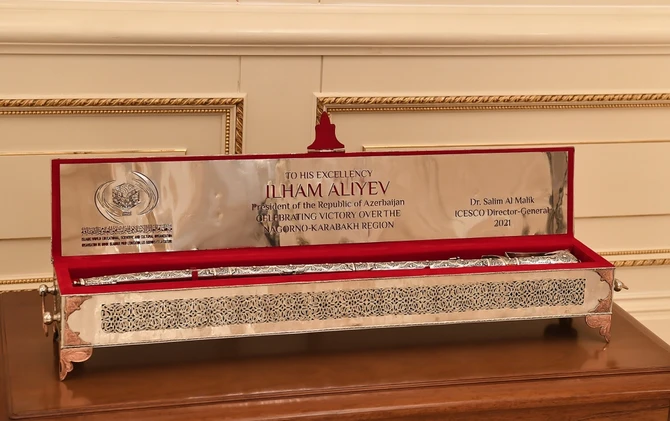 TO HIS EXCELLENCY
ILHAM ALIYEV
President of the Republic of Azerbaijan
CELEBRATING VICTORY OVER THE
NAGORNO-KARABAKH REGION
Dr. Salim Al Malik
ICESCO Director-General
2021